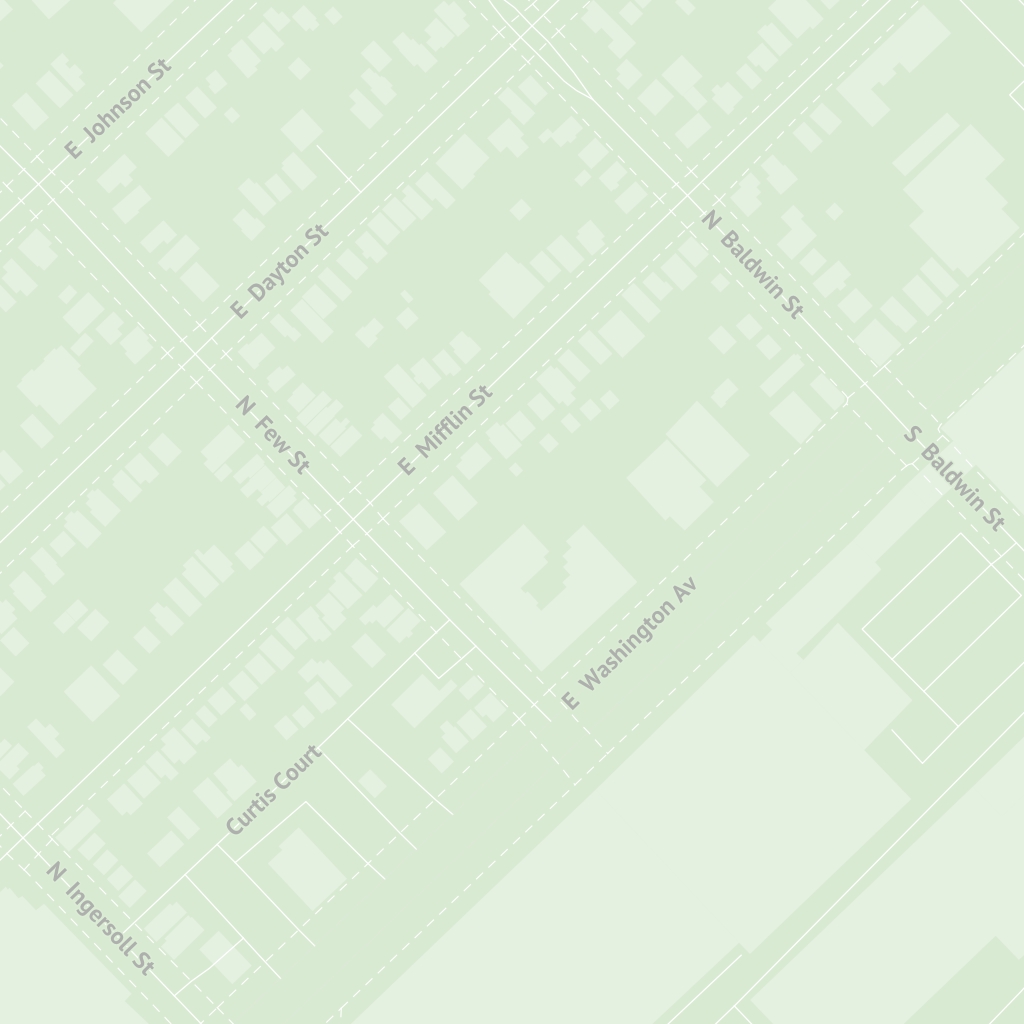 E Johnson St
E Dayton St
N Baldwin St
E Mifflin St
N Few St
S Baldwin St
E Washington Av
Curtis Court
N Ingersoll St